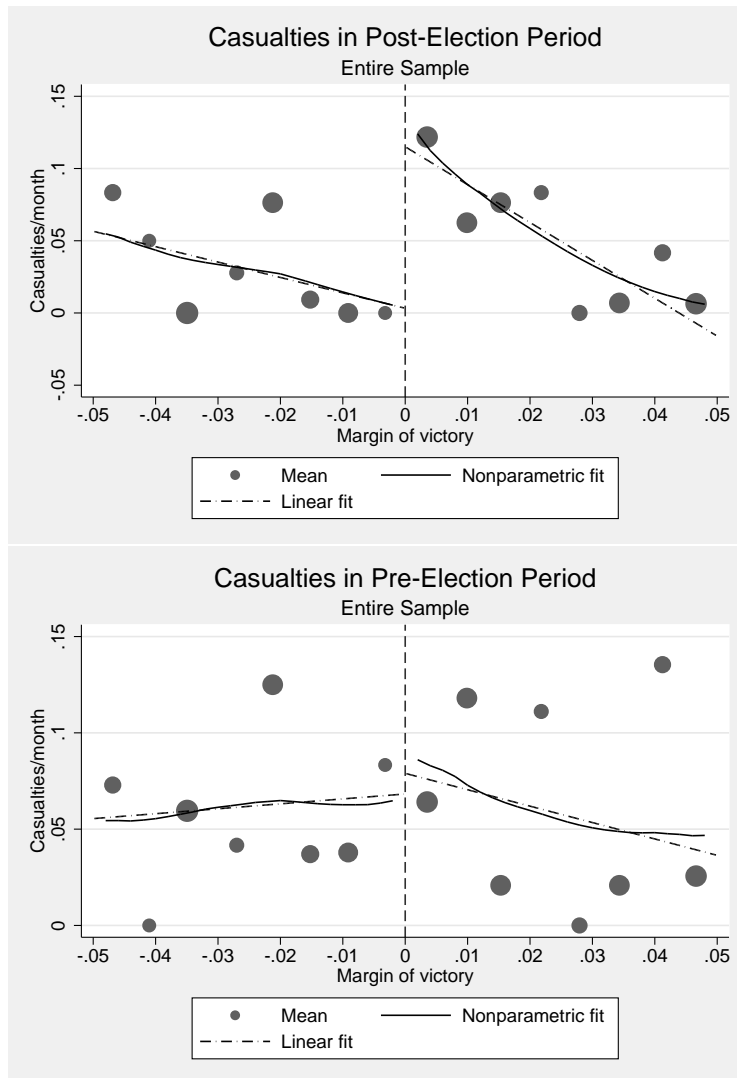 Casualties in Post-Election Period
Entire Sample
Casualties/month
.15
.1
.05
0
-.05
-.05 -.04 -.03 -.02 -.01 0 .01 .02 .03 .04 .05
Margin of victory
Mean Nonparametric fit
Linear fit
Casualties in Pre-Election Period
Entire Sample
Casualties/month
.15
.1
.05
0
-.05 -.04 -.03 -.02 -.01 0 .01 .02 .03 .04 .05
Margin of victory
Mean Nonparametric fit
Linear fit